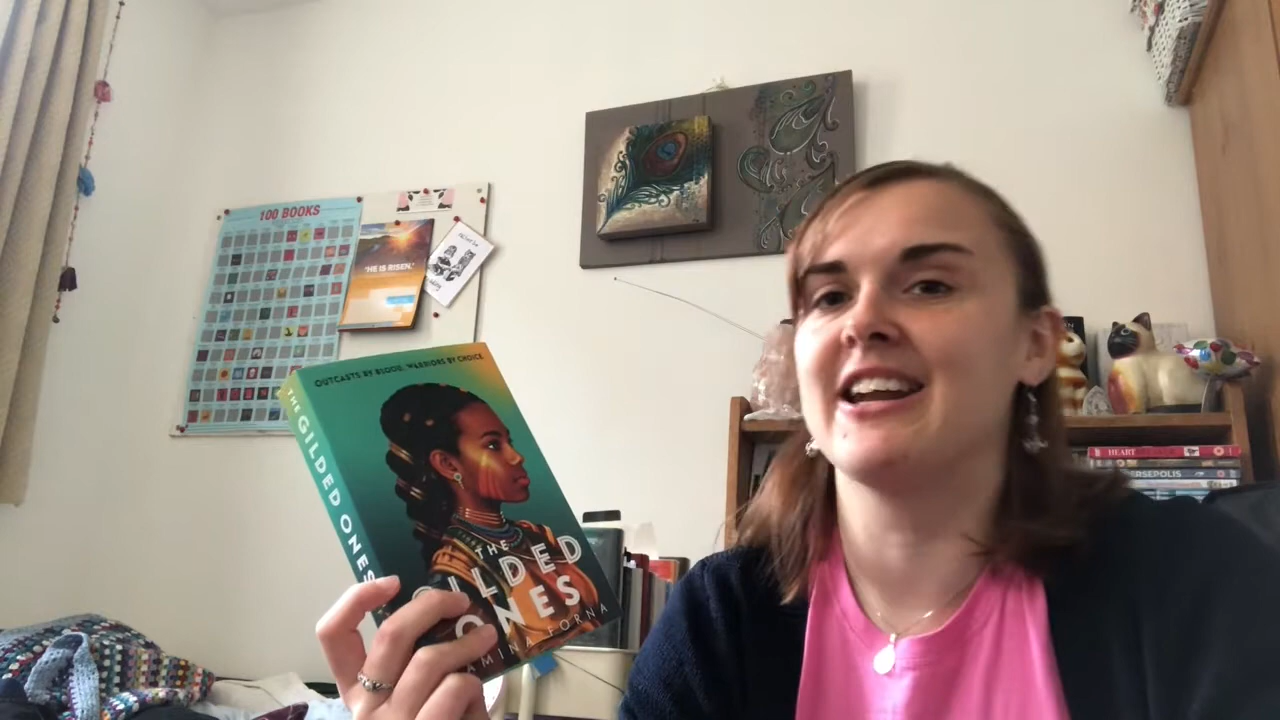 100 BOOKS
"HE IS RISEN."
OUTCASTS BY BLOOD. WARRIORS BY CHOICE.
THE GILDED ONES
THE
GILDED
ONES
NAMINA FORNA
HEART
PERSEPOLIS